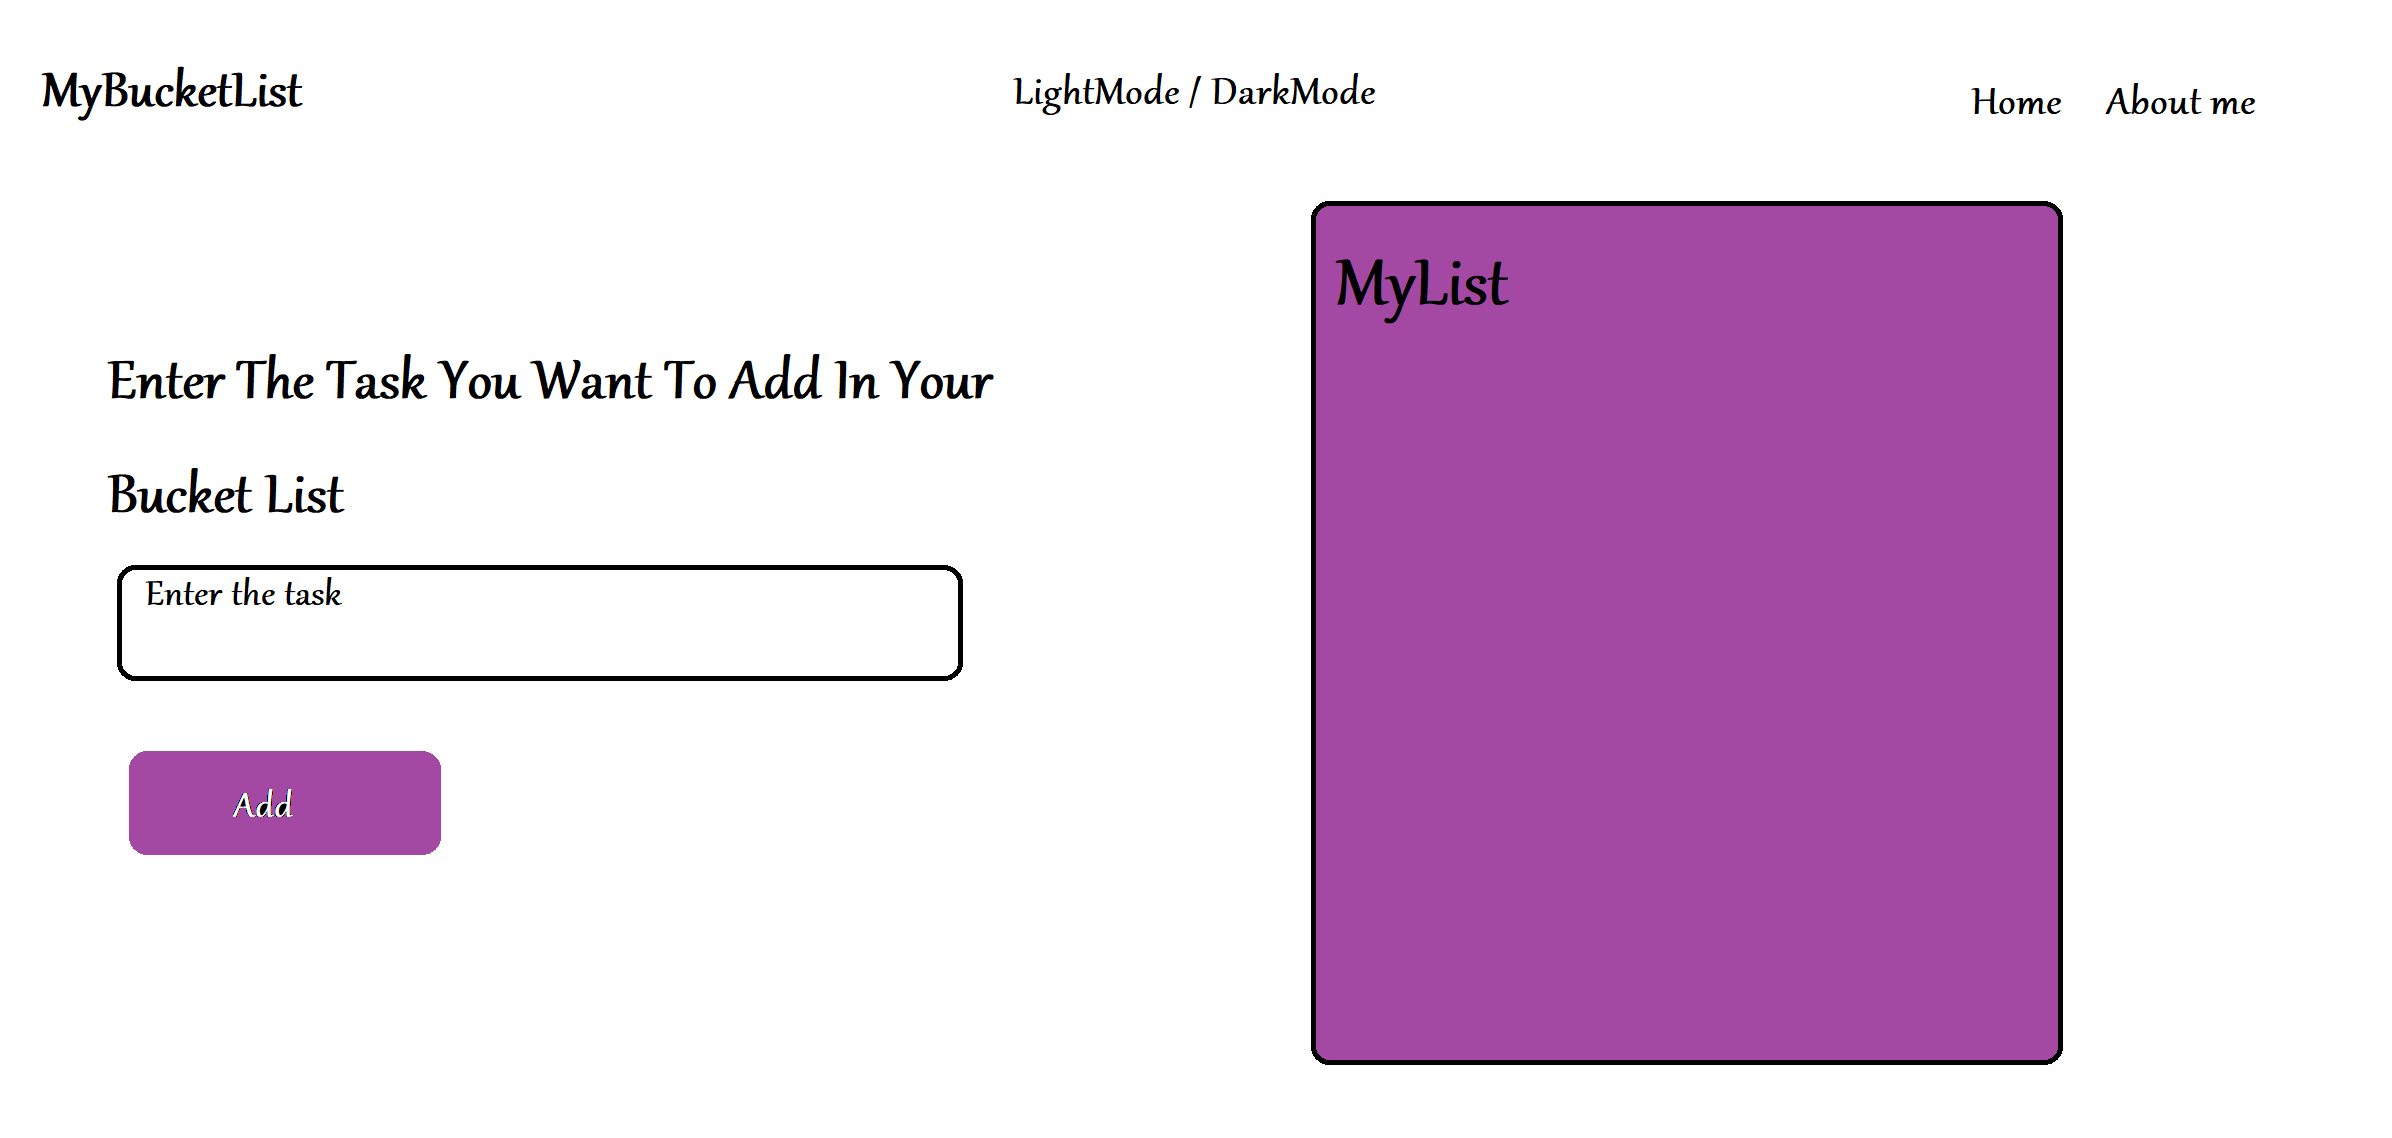 MyBucketList
LightMode / DarkMode
Home About me
Enter The Task You Want To Add In Your
Bucket List
Enter the task
Add
MyList